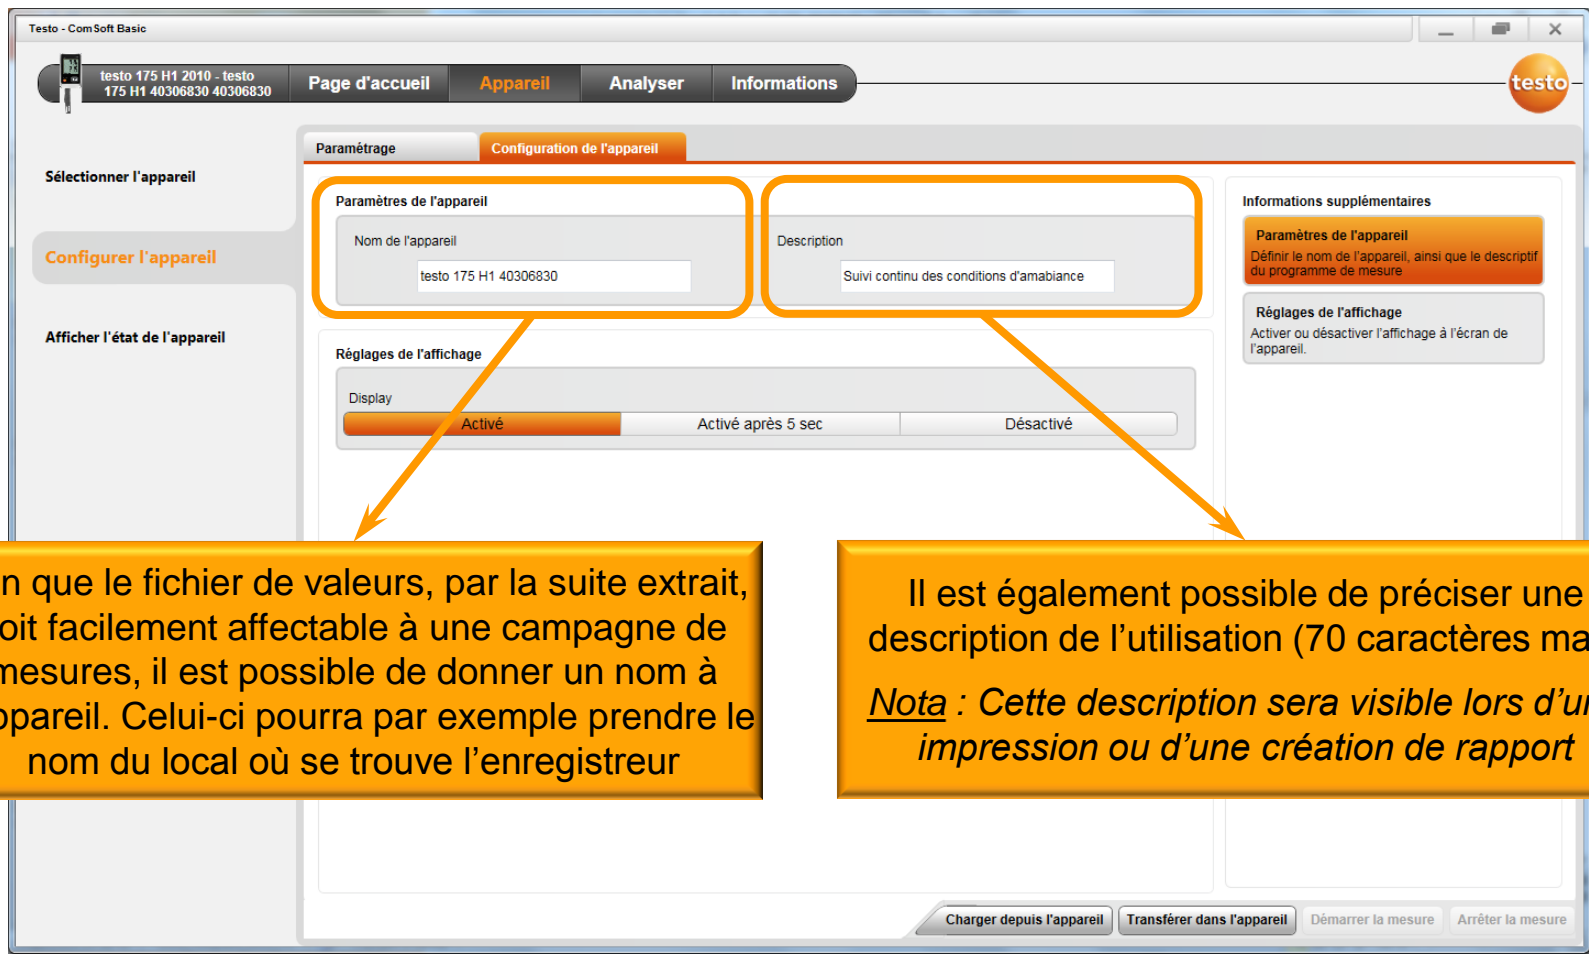 Testo - ComSoft Basic
testo 175 H1 2010 - testo
175 H1 40306830 40306830
Page d'accueil
Appareil
Analyser
Informations
testo
Paramétrage
Configuration de l'appareil
Sélectionner l'appareil
Configurer l'appareil
Afficher l'état de l'appareil
Paramètres de l'appareil
Nom de l'appareil
testo 175 H1 40306830
Description
Suivi continu des conditions d'amabiance
Réglages de l'affichage
Display
Activé
Activé après 5 sec
Désactivé
Informations supplémentaires
Paramètres de l'appareil
Définir le nom de l'appareil, ainsi que le descriptif
du programme de mesure
Réglages de l'affichage
Activer ou désactiver l'affichage à l'écran de
l'appareil.
n que le fichier de valeurs, par la suite extrait,
oit facilement affectable à une campagne de
mesures, il est possible de donner un nom à
ppareil. Celui-ci pourra par exemple prendre le
nom du local où se trouve l’enregistreur
Il est également possible de préciser une
description de l’utilisation (70 caractères ma
Nota : Cette description sera visible lors d’un
impression ou d’une création de rapport
Charger depuis l'appareil
Transférer dans l'appareil
Démarrer la mesure
Arrêter la mesure